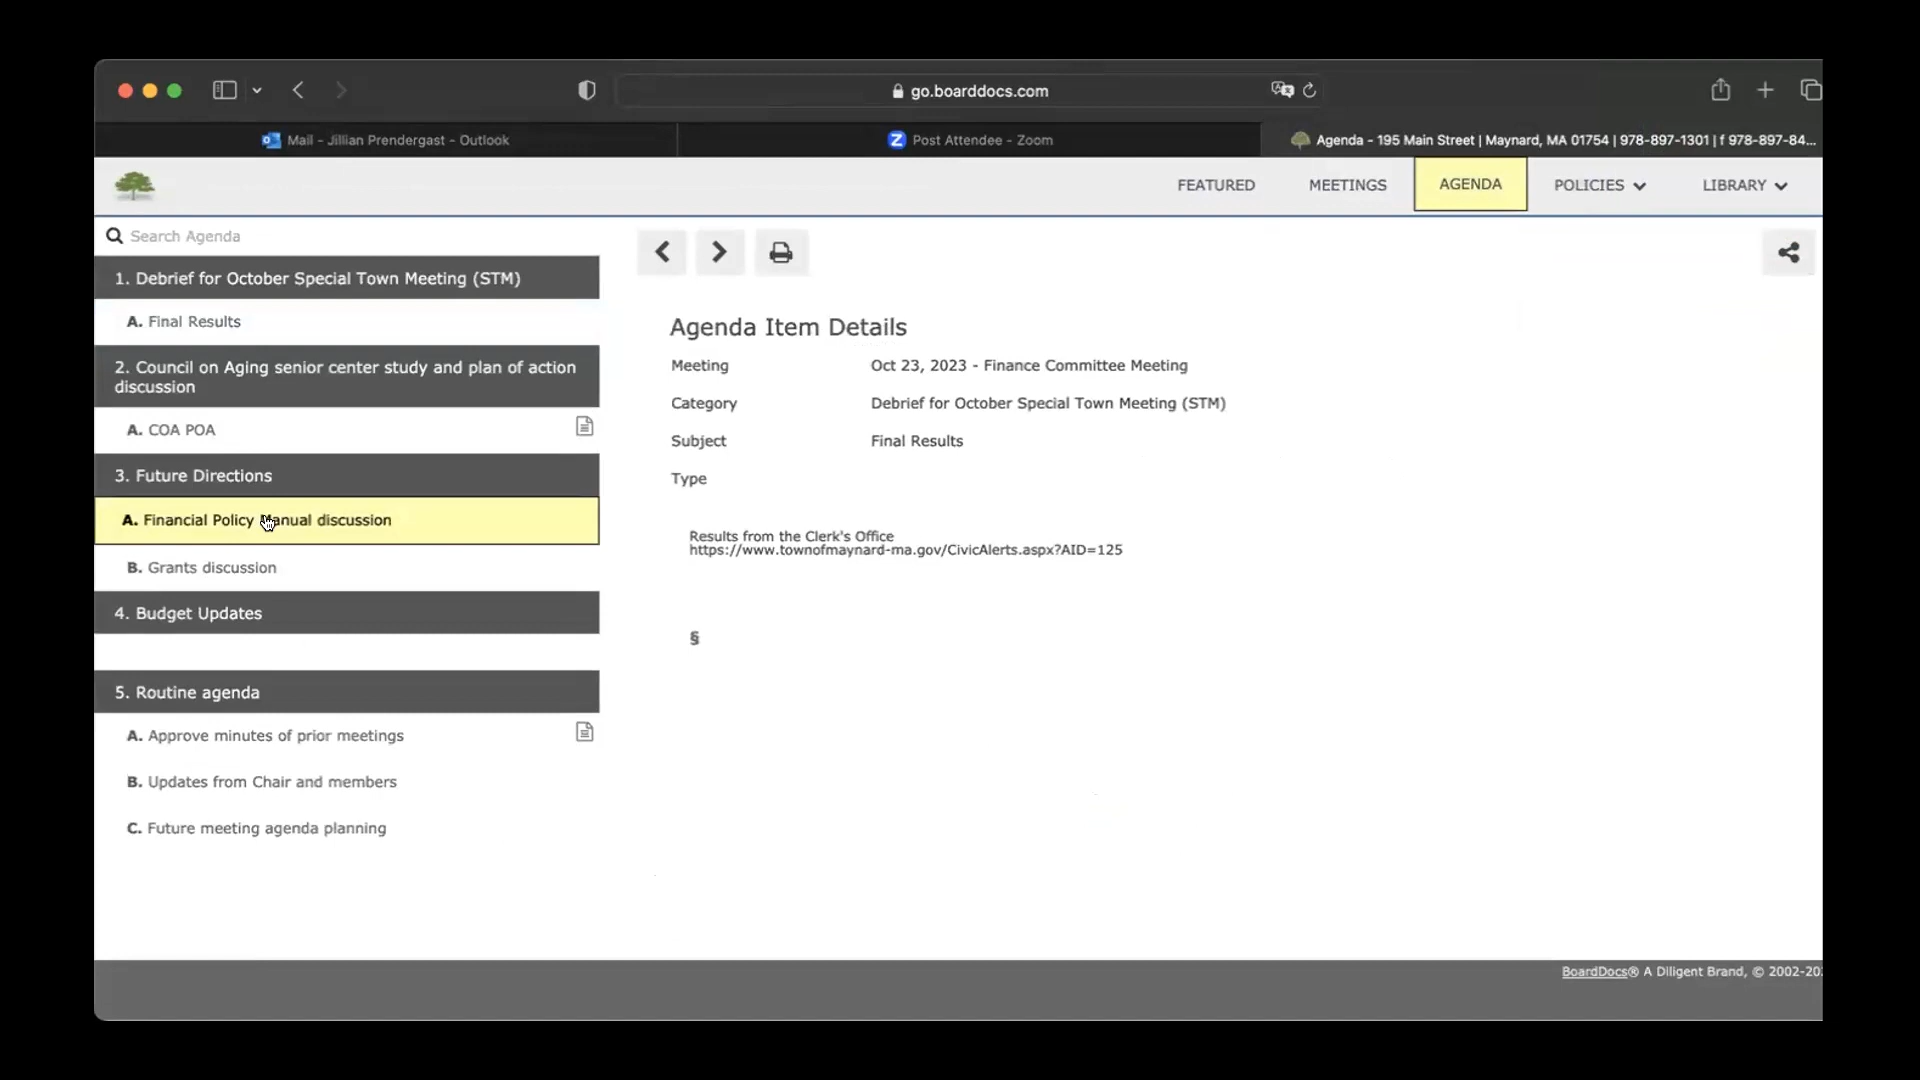 go.boarddocs.com
Mail - Jillian Prendergast - Outlook
Z Post Attendee - Zoom
Agenda - 195 Main Street | Maynard, MA 01754 | 978-897-1301 | f 978-897-84...
FEATURED
MEETINGS
AGENDA
POLICIES
LIBRARY
Search Agenda
1. Debrief for October Special Town Meeting (STM)
A. Final Results
2. Council on Aging senior center study and plan of action
discussion
A. COA POA
3. Future Directions
A. Financial Policy Manual discussion
B. Grants discussion
4. Budget Updates
5. Routine agenda
A. Approve minutes of prior meetings
B. Updates from Chair and members
C. Future meeting agenda planning
Agenda Item Details
Meeting Oct 23, 2023 - Finance Committee Meeting
Category Debrief for October Special Town Meeting (STM)
Subject Final Results
Type
Results from the Clerk's Office
https://www.townofmaynard-ma.gov/CivicAlerts.aspx?AID=125
§
BoardDocs® A Diligent Brand, © 2002-20